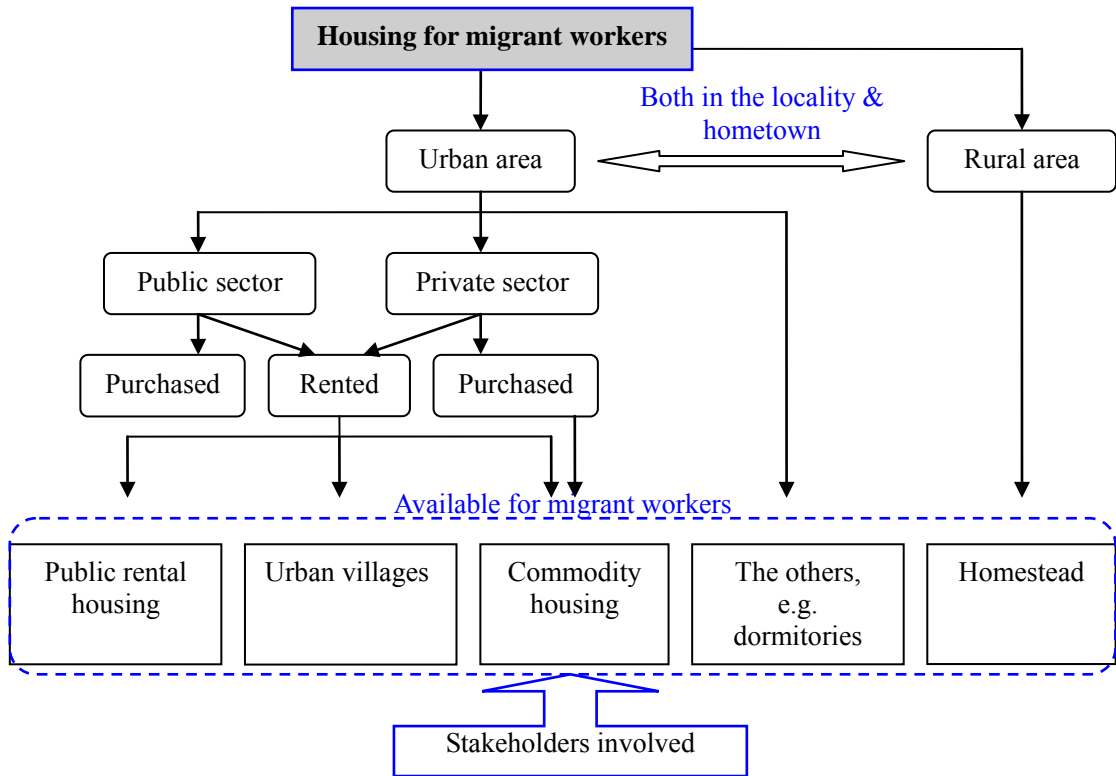 Housing for migrant workers
Both in the locality &
hometown
Urban area
Rural area
Public sector
Private sector
Purchased
Rented
Purchased
Available for migrant workers
Public rental
housing
Urban villages
Commodity
housing
The others,
e.g.
dormitories
Homestead
Stakeholders involved